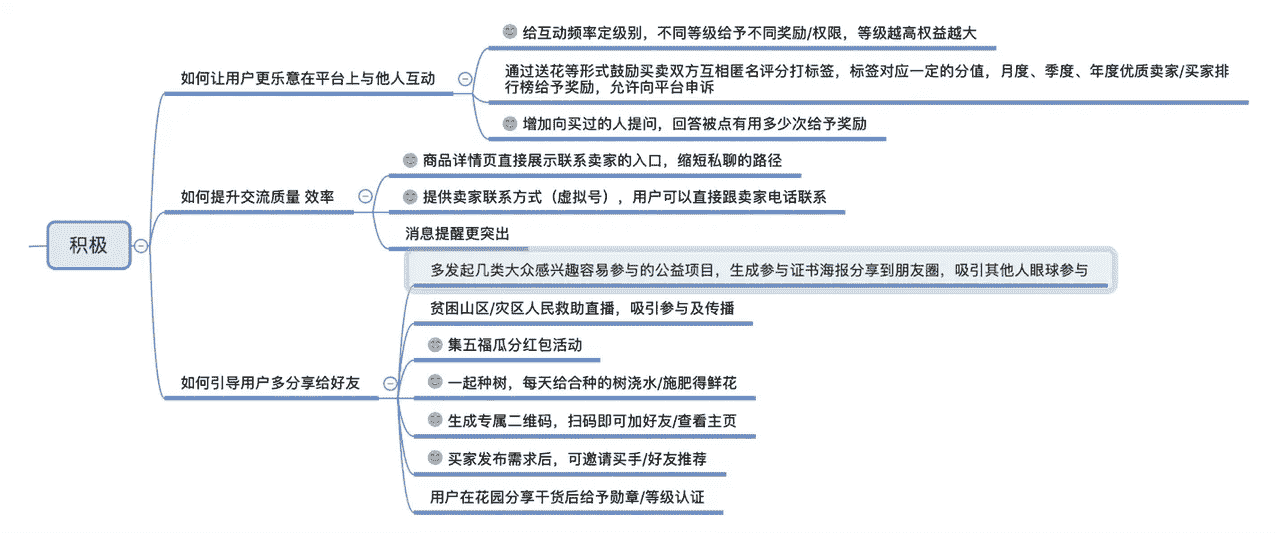 积极
如何让用户更乐意在平台上与他人互动
给互动频率定级别，不同等级给予不同奖励/权限，等级越高权益越大
通过送花等形式鼓励买卖双方互相匿名评分打标签，标签对应一定的分值，月度、季度、年度优质卖家/买家排
行榜给予奖励，允许向平台申诉
增加向买过的人提问，回答被点有用多少次给予奖励
如何提升交流质量 效率
商品详情页直接展示联系卖家的入口，缩短私聊的路径
提供卖家联系方式（虚拟号），用户可以直接跟卖家电话联系
消息提醒更突出
如何引导用户多分享给好友
多发起几类大众感兴趣容易参与的公益项目，生成参与证书海报分享到朋友圈，吸引其他人眼球参与
贫困山区/灾区人民救助直播，吸引参与及传播
集五福瓜分红包活动
一起种树，每天给合种的树浇水/施肥得鲜花
生成专属二维码，扫码即可加好友/查看主页
买家发布需求后，可邀请买手/好友推荐
用户在花园分享干货后给予勋章/等级认证